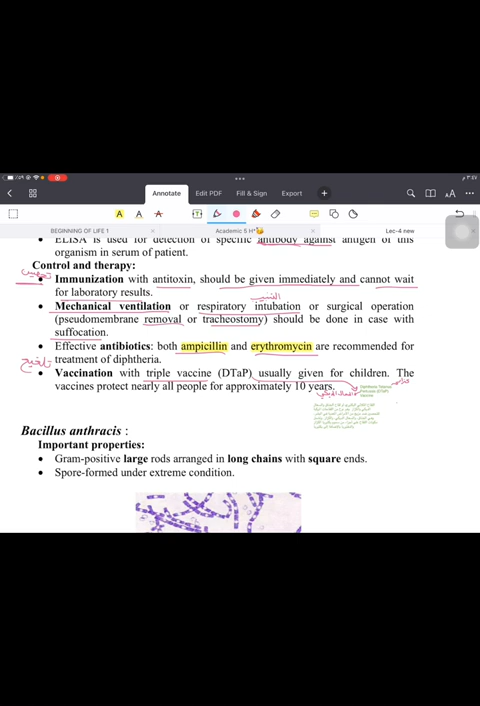 Annotate Edit PDF Fill & Sign Export
BEGINNING OF LIFE 1 Academic 5 Lec-4 new
• ELISA is used for detection of specific antibody against antigen of this
organism in serum of patient.
Control and therapy:
• Immunization with antitoxin, should be given immediately and cannot wait
for laboratory results.
• Mechanical ventilation or respiratory intubation or surgical operation
(pseudomembrane removal or tracheostomy) should be done in case with
suffocation.
• Effective antibiotics: both ampicillin and erythromycin are recommended for
تلقيح
treatment of diphtheria.
• Vaccination with triple vaccine (DTaP) usually given for children. The
vaccines protect nearly all people for approximately 10 years.
Pertussis (DTaP)
vaccine
Bacillus anthracis :
Important properties:
• Gram-positive large rods arranged in long chains with square ends.
• Spore-formed under extreme condition.